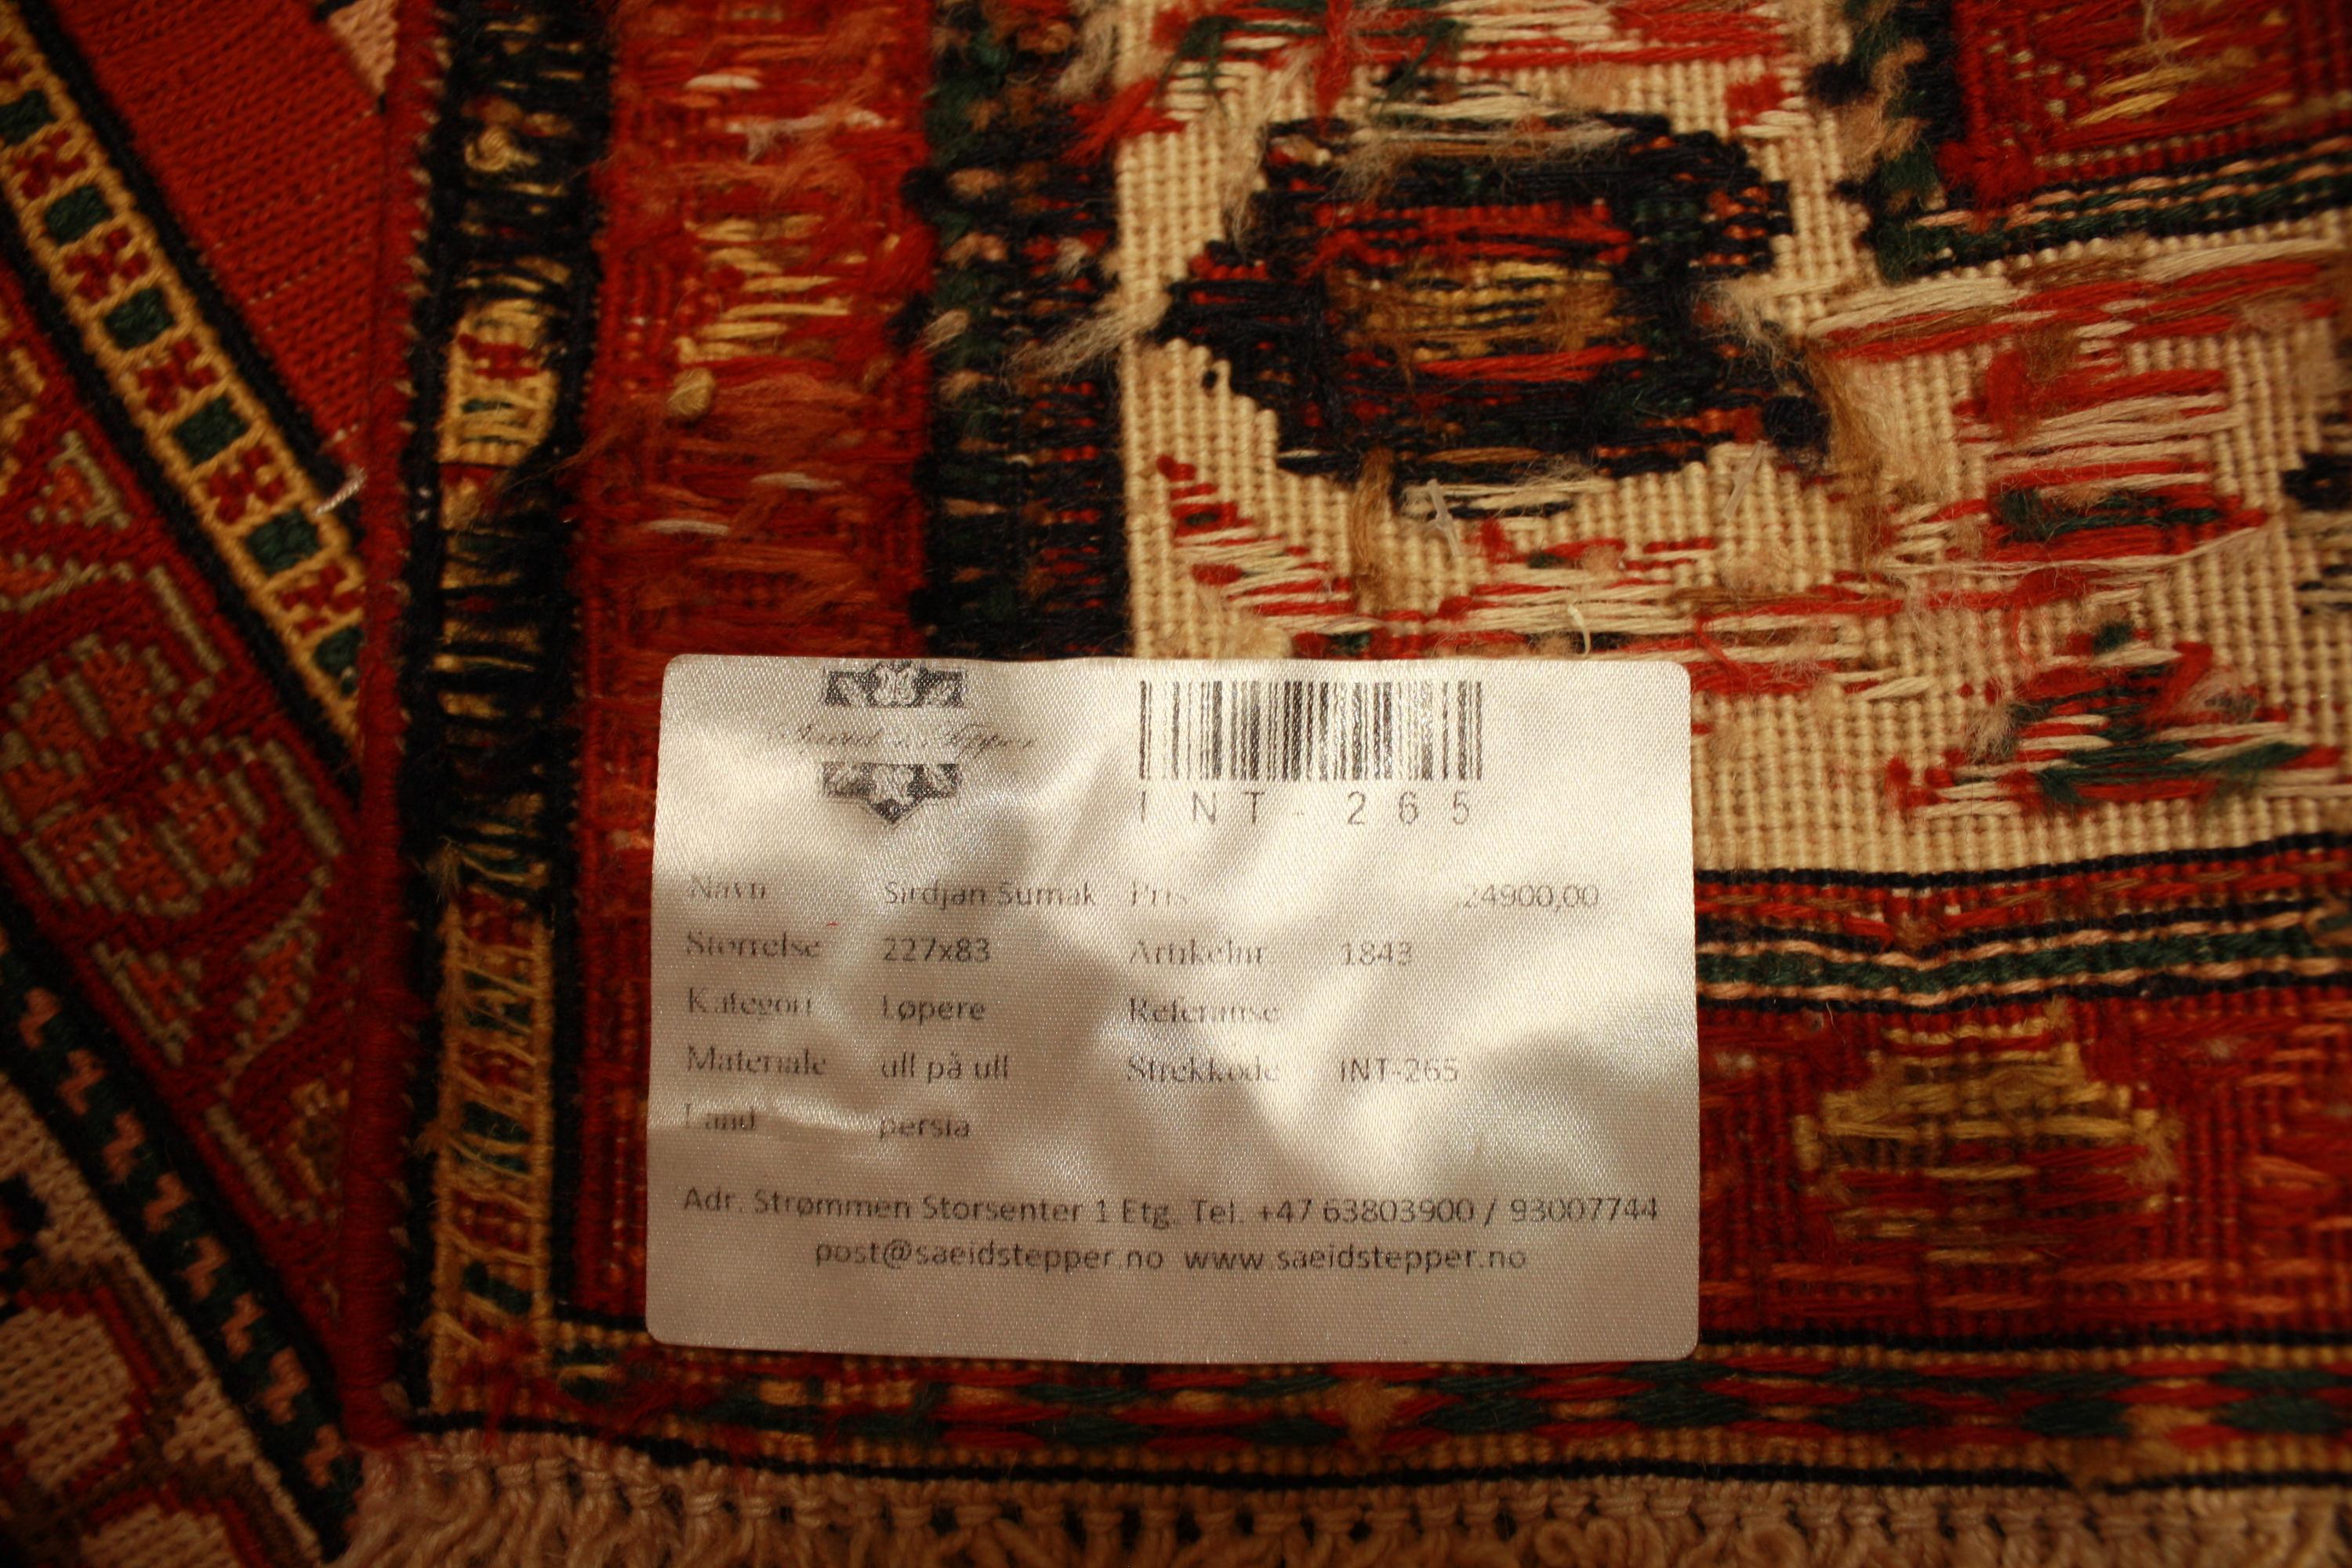 Saeid's Tepper
INT-265
Navn Sirdjan Sumak Pris 24900,00
Størrelse 227x83 Artikelnr 1843
Kategori Løpere Referanse
Materiale ull på ull Strekkode INT-265
Land persia
Adr. Strømmen Storsenter 1 Etg. Tel. +47 63803900 / 93007744
post@saeidstepper.no www.saeidstepper.no